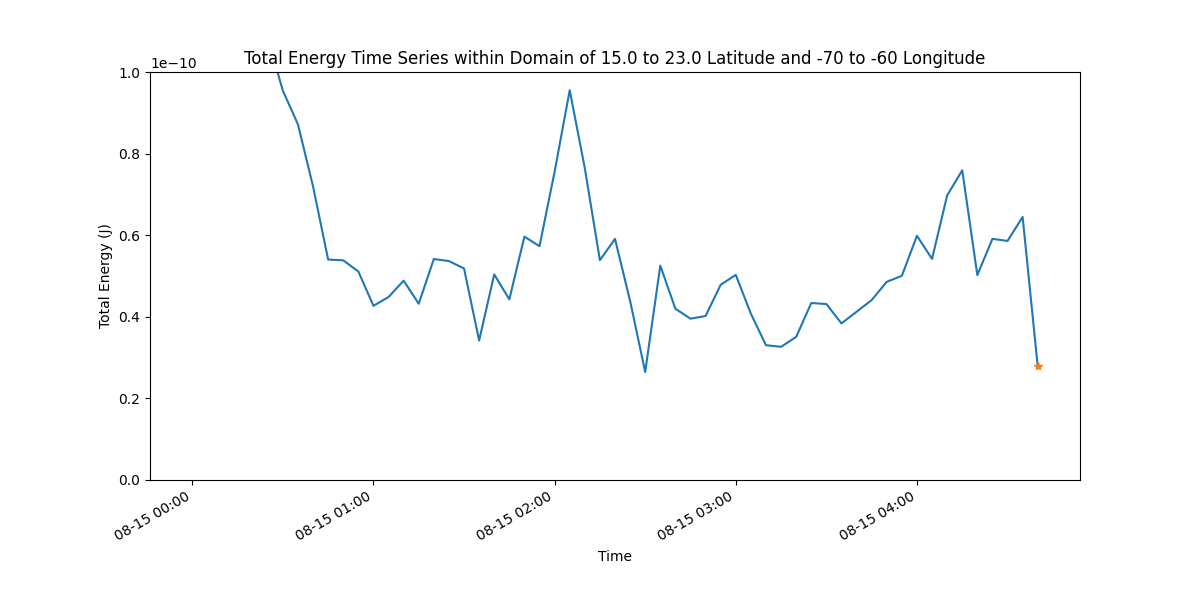 Total Energy Time Series within Domain of 15.0 to 23.0 Latitude and -70 to -60 Longitude
1e−10
1.0
0.8
0.6
0.4
0.2
0.0
Total Energy (J)
08-15 00:00
08-15 01:00
08-15 02:00
08-15 03:00
08-15 04:00
Time